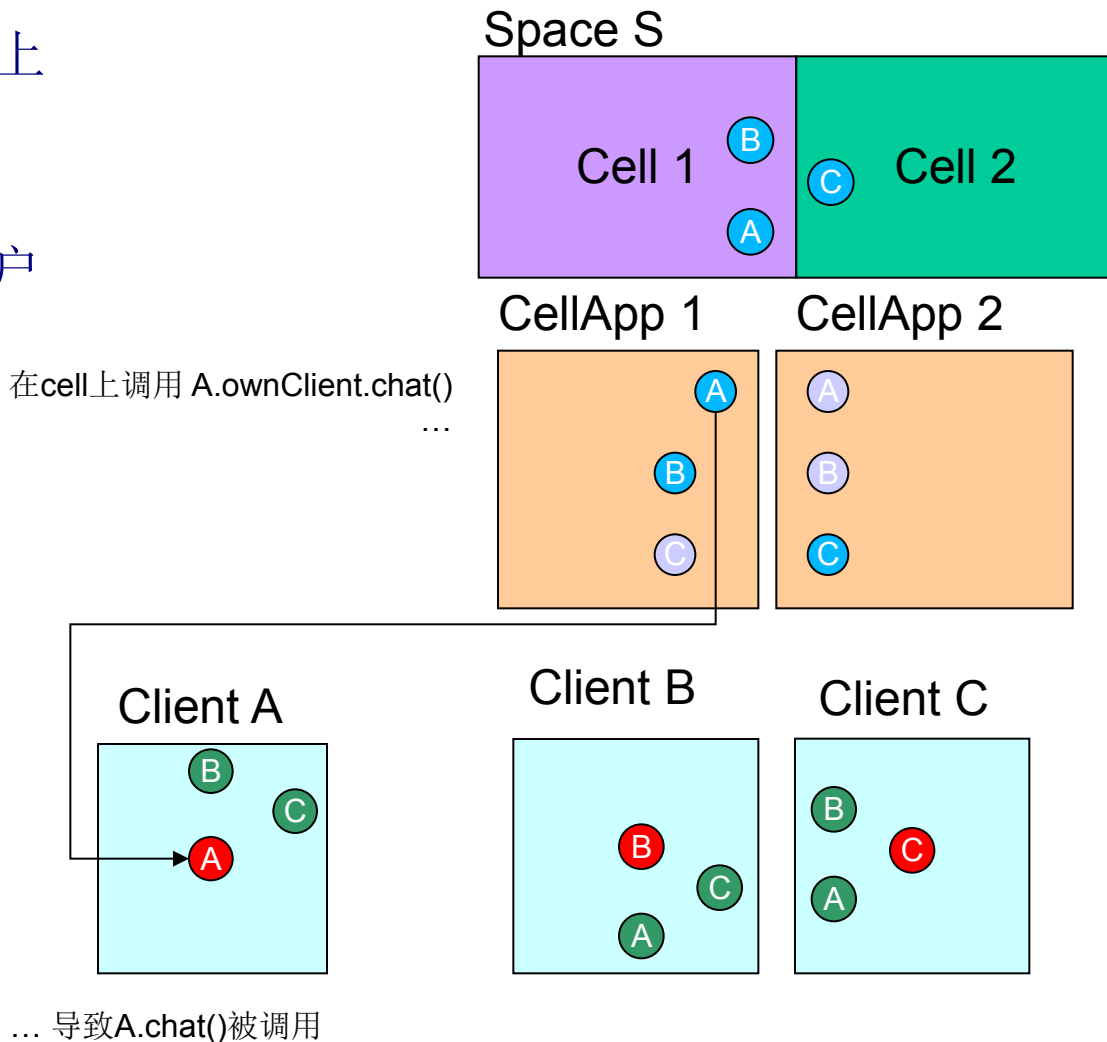 上
户
Space S
Cell 1
B
A
C
Cell 2
CellApp 1
CellApp 2
在cell上调用 A.ownClient.chat()
…
A
B
C
A
B
C
Client A
Client B
Client C
B
C
A
B
C
A
B
C
A
… 导致A.chat()被调用